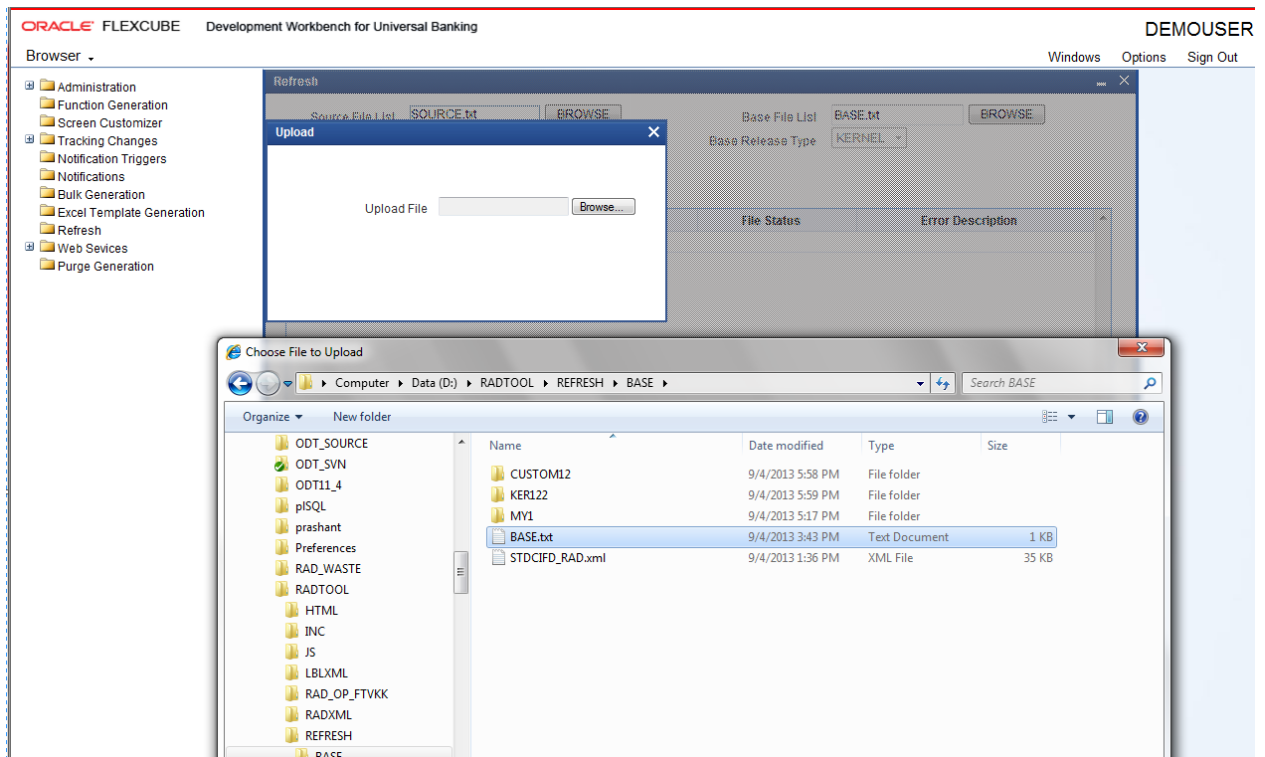 ORACLE® FLEXCUBE Development Workbench for Universal Banking
DEMOUSER
Browser
Windows Options Sign Out
Administration
Function Generation
Screen Customizer
Tracking Changes
Notification Triggers
Notifications
Bulk Generation
Excel Template Generation
Refresh
Web Sevices
Purge Generation
Refresh
Source File List SOURCE.txt BROWSE Base File List BASE.txt BROWSE
Base Release Type KERNEL
File Status Error Description
Upload
Upload File Browse...
Choose File to Upload
Computer Data (D:) RADTOOL REFRESH BASE Search BASE
Organize New folder
ODT_SOURCE
ODT_SVN
ODT11_4
plSQL
prashant
Preferences
RAD_WASTE
RADTOOL
HTML
INC
JS
LBLXML
RAD_OP_FTVKK
RADXML
REFRESH
BASE
Name Date modified Type Size
CUSTOM12 9/4/2013 5:58 PM File folder
KER122 9/4/2013 5:59 PM File folder
MY1 9/4/2013 5:17 PM File folder
BASE.txt 9/4/2013 3:43 PM Text Document 1 KB
STDCIFD_RAD.xml 9/4/2013 1:36 PM XML File 35 KB